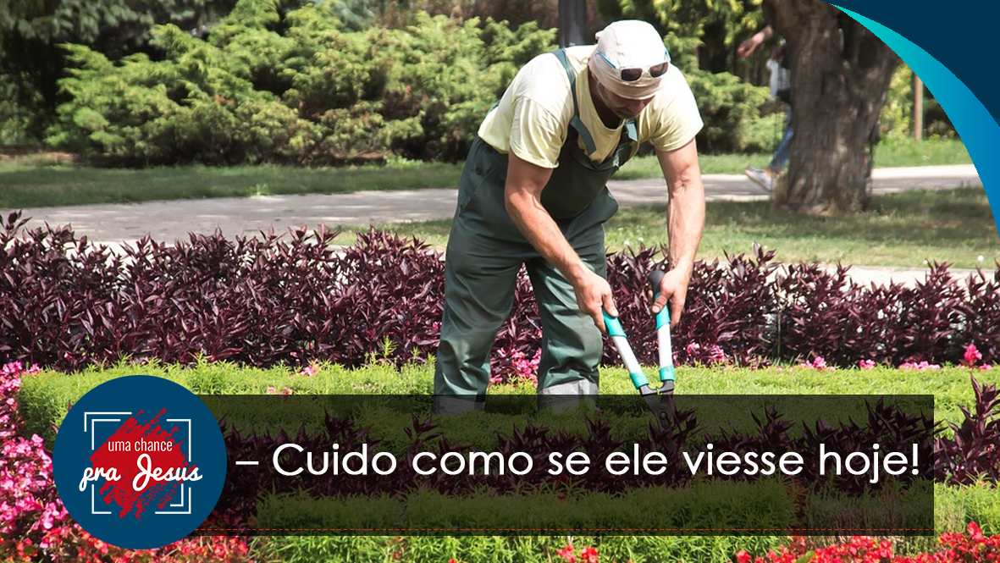 uma chance
pra Jesus
– Cuido como se ele viesse hoje!